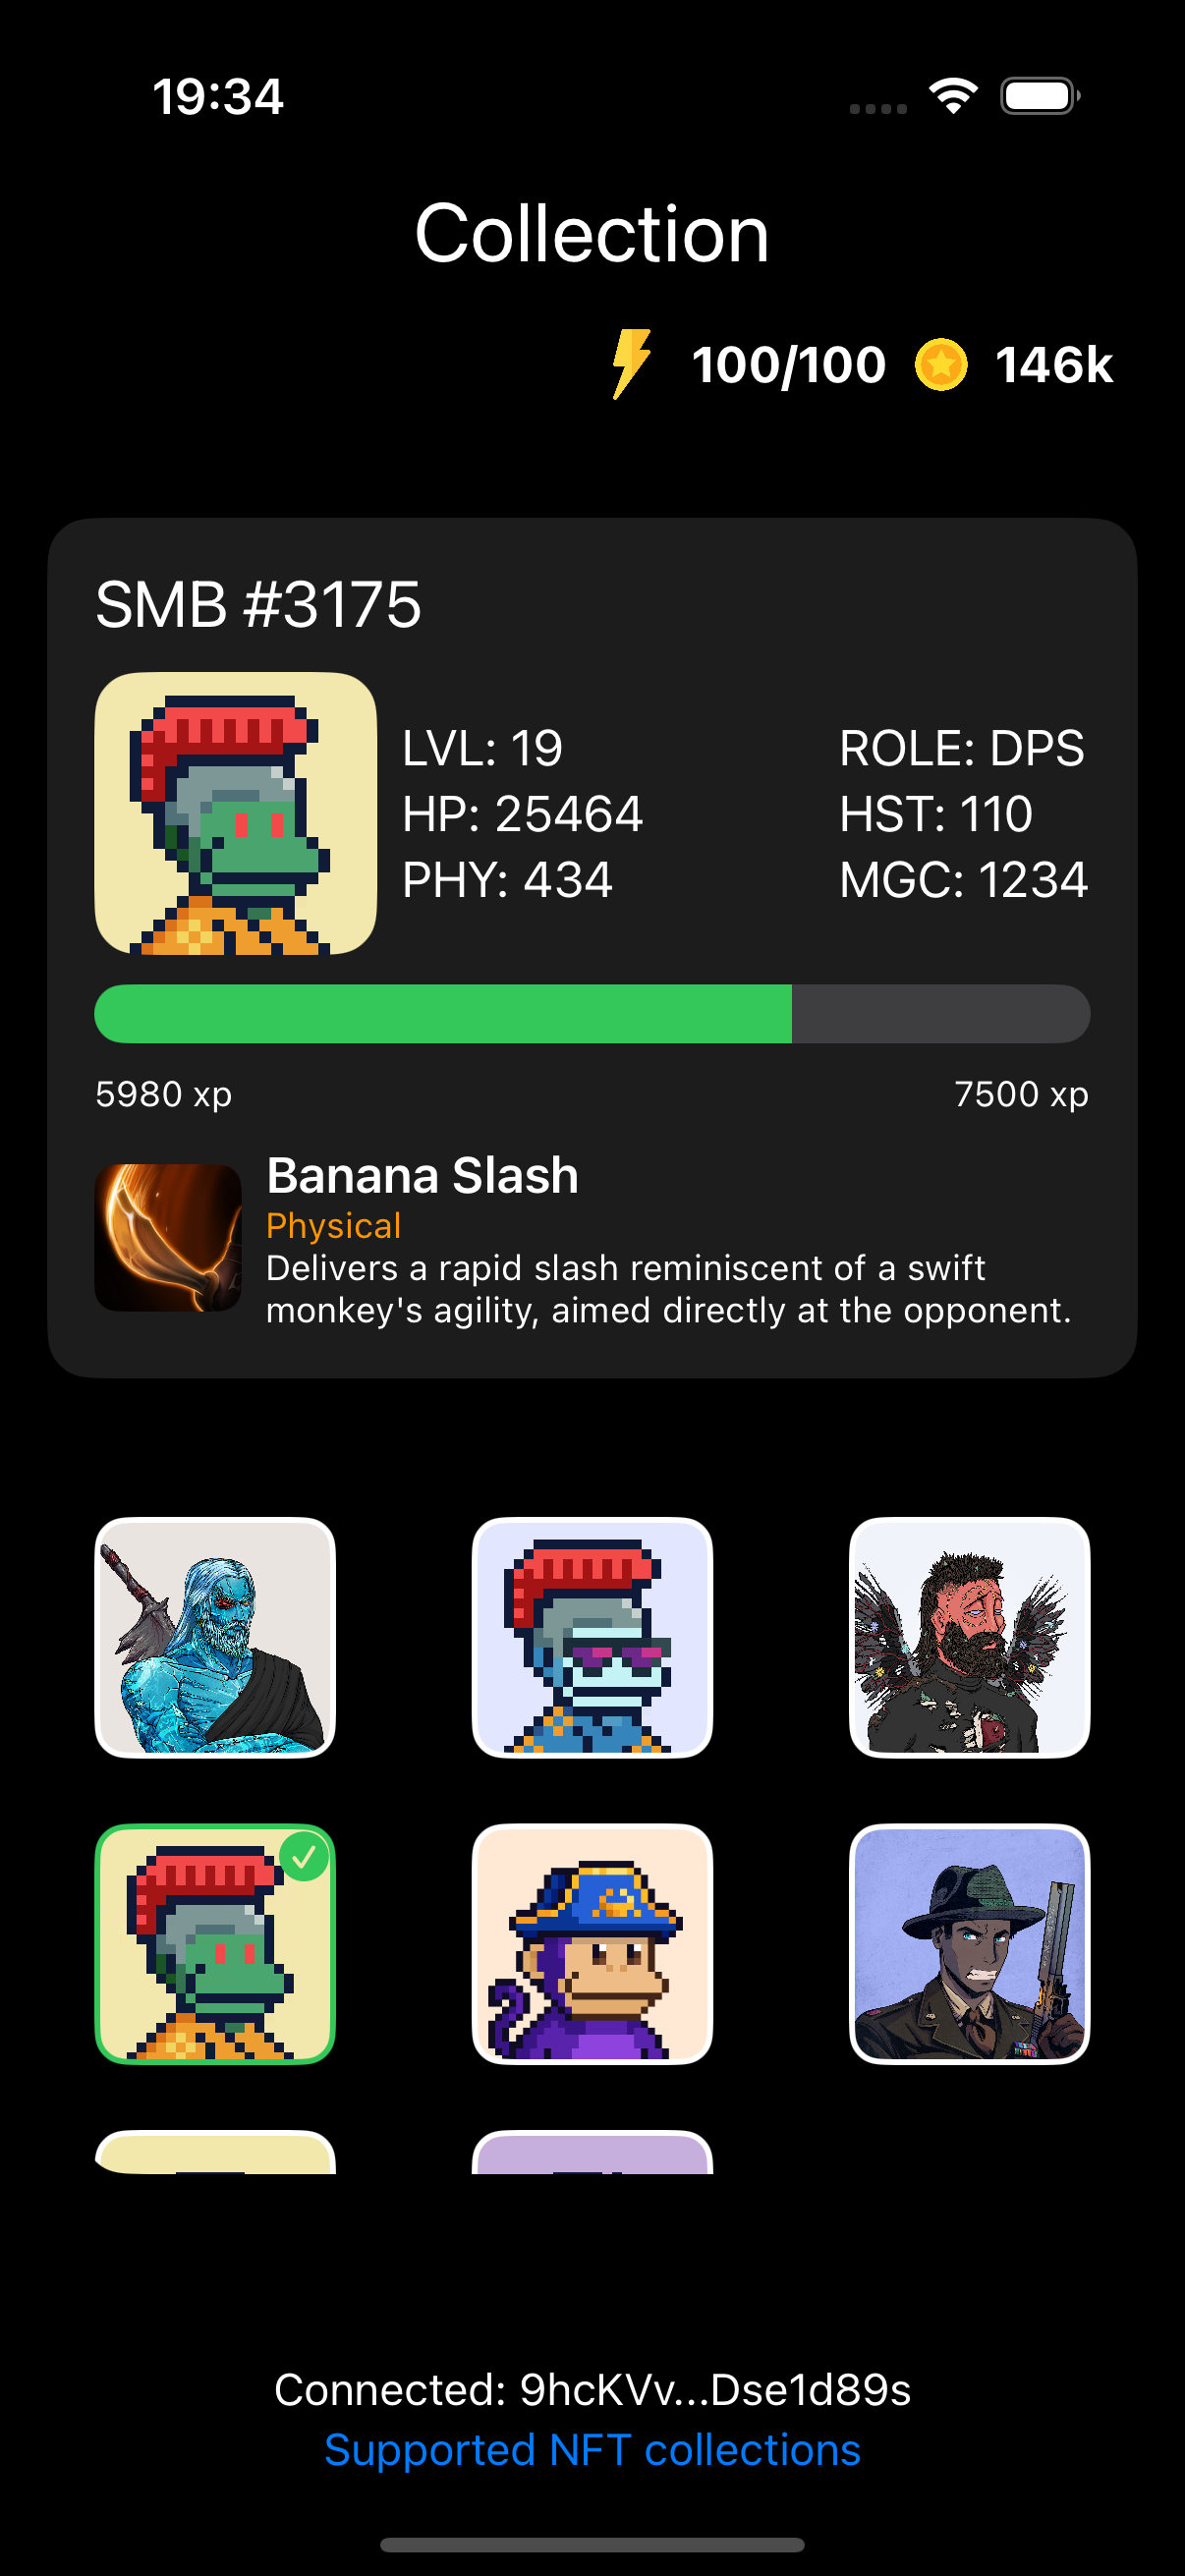 19:34
Collection
100/100 146k
SMB #3175
LVL: 19 ROLE: DPS
HP: 25464 HST: 110
PHY: 434 MGC: 1234
5980 xp 7500 xp
Banana Slash
Physical
Delivers a rapid slash reminiscent of a swift
monkey's agility, aimed directly at the opponent.
Connected: 9hcKVv...Dse1d89s
Supported NFT collections